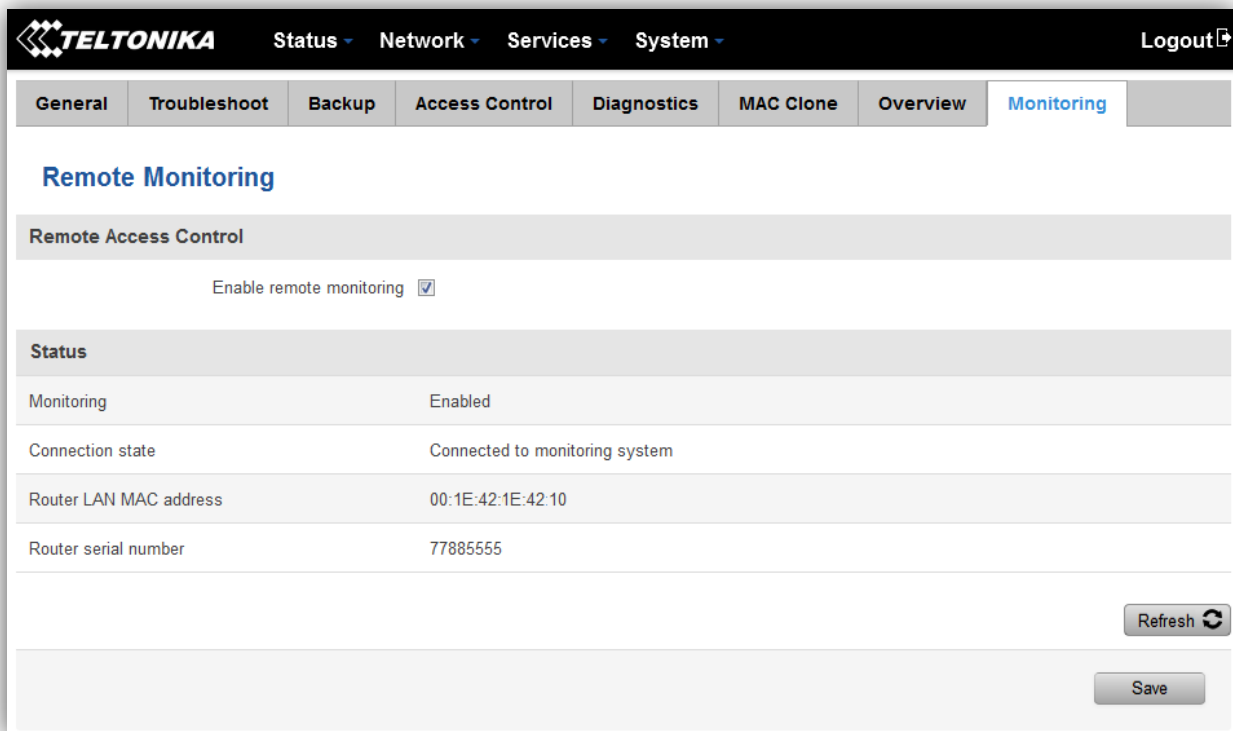 TELTONIKA Status Network Services System Logout
General Troubleshoot Backup Access Control Diagnostics MAC Clone Overview Monitoring
Remote Monitoring
Remote Access Control
Enable remote monitoring
Status
Monitoring Enabled
Connection state Connected to monitoring system
Router LAN MAC address 00:1E:42:1E:42:10
Router serial number 77885555
Refresh
Save